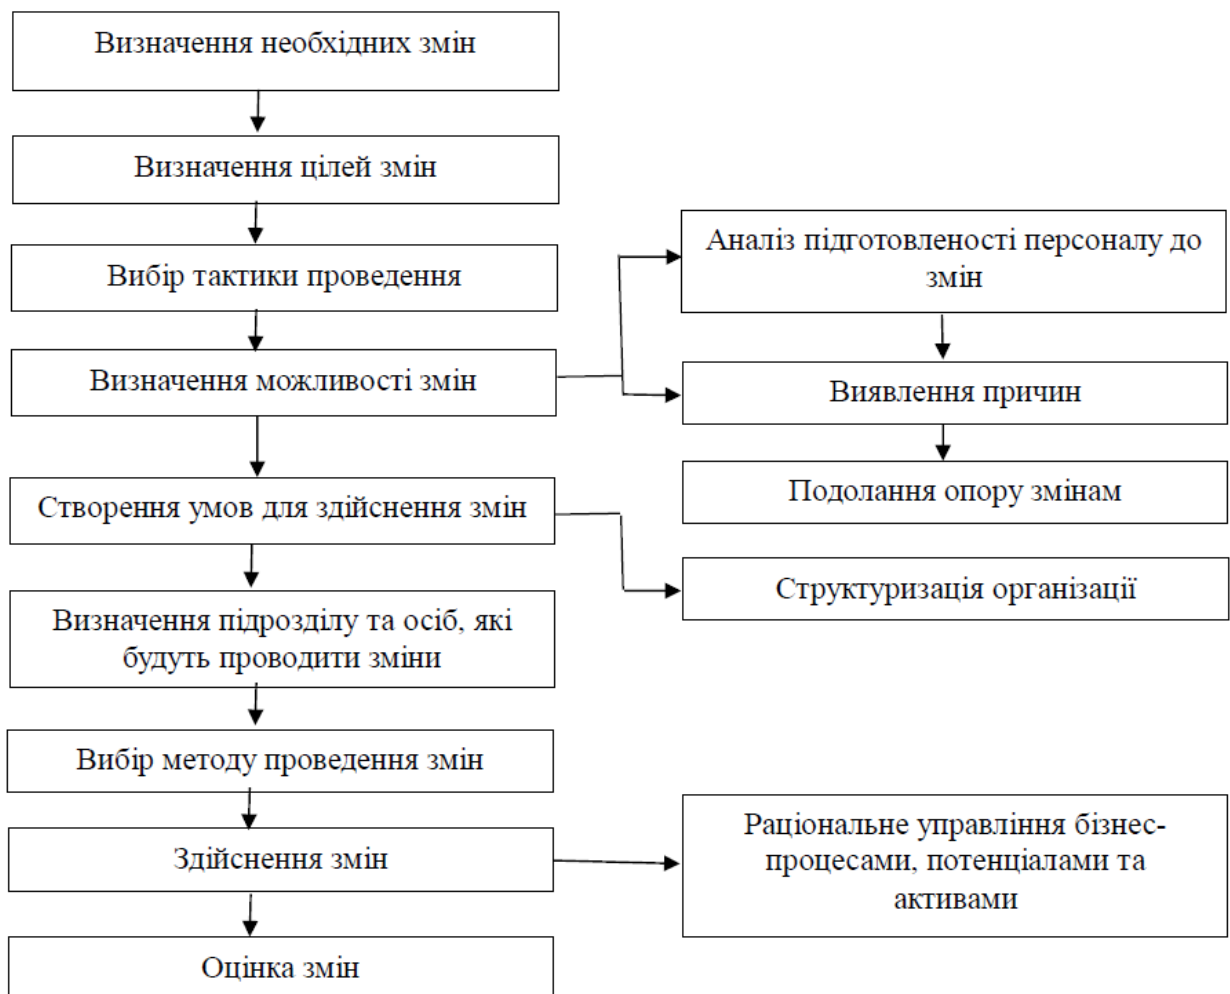 Визначення необхідних змін
Визначення цілей змін
Вибір тактики проведення
Визначення можливості змін
Створення умов для здійснення змін
Визначення підрозділу та осіб, які
будуть проводити зміни
Вибір методу проведення змін
Здійснення змін
Оцінка змін
Аналіз підготовленості персоналу до
змін
Виявлення причин
Подолання опору змінам
Структуризація організації
Раціональне управління бізнес-
процесами, потенціалами та
активами